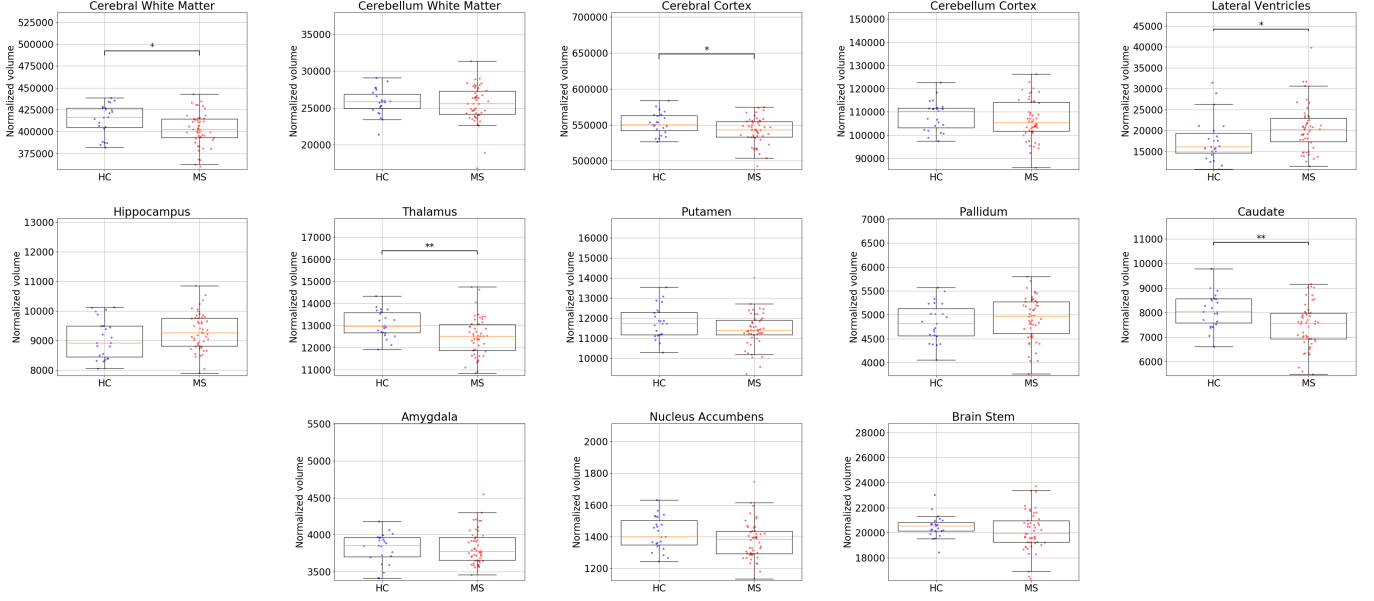 Cerebral White Matter
Normalized volume
525000
500000
475000
450000
425000
400000
375000
*
HC
MS
Cerebellum White Matter
Normalized volume
35000
30000
25000
20000
HC
MS
Cerebral Cortex
Normalized volume
700000
650000
600000
550000
500000
*
HC
MS
Cerebellum Cortex
Normalized volume
150000
140000
130000
120000
110000
100000
90000
HC
MS
Lateral Ventricles
Normalized volume
45000
40000
35000
30000
25000
20000
15000
*
HC
MS
Hippocampus
Normalized volume
13000
12000
11000
10000
9000
8000
HC
MS
Thalamus
Normalized volume
17000
16000
15000
14000
13000
12000
11000
**
HC
MS
Putamen
Normalized volume
16000
15000
14000
13000
12000
11000
10000
HC
MS
Pallidum
Normalized volume
7000
6500
6000
5500
5000
4500
4000
HC
MS
Caudate
Normalized volume
11000
10000
9000
8000
7000
6000
**
HC
MS
Amygdala
Normalized volume
5500
5000
4500
4000
3500
HC
MS
Nucleus Accumbens
Normalized volume
2000
1800
1600
1400
1200
HC
MS
Brain Stem
Normalized volume
28000
26000
24000
22000
20000
18000
HC
MS